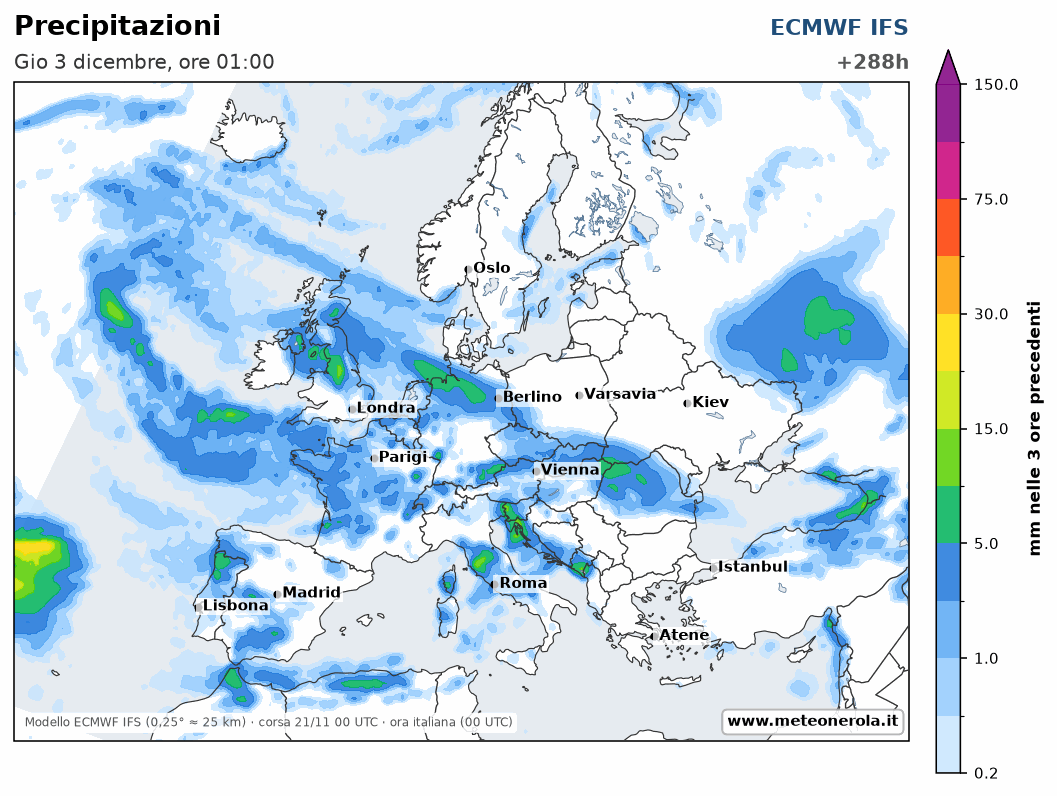 Precipitazioni
ECMWF IFS
Gio 3 dicembre, ore 01:00
+288h
150.0
75.0
30.0
15.0
5.0
1.0
0.2
mm nelle 3 ore precedenti
Oslo
Londra
Berlino
Varsavia
Kiev
Parigi
Vienna
Istanbul
Roma
Madrid
Lisbona
Atene
Modello ECMWF IFS (0,25° ≈ 25 km) · corsa 21/11 00 UTC · ora italiana (00 UTC)
www.meteonerola.it